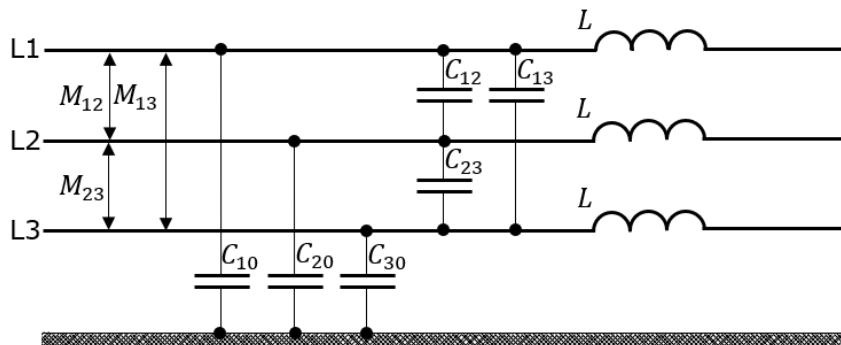 L
L1
C₁₂ C₁₃
M₁₂ M₁₃
L
L2
C₂₃
M₂₃
L
L3
C₁₀ C₂₀ C₃₀